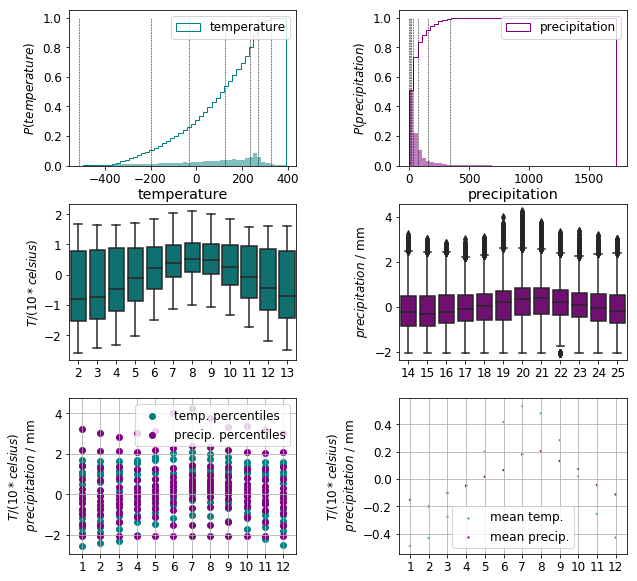 1.0
0.8
0.6
0.4
0.2
0.0
P(temperature)
temperature
−400 −200 0 200 400
temperature
1.0
0.8
0.6
0.4
0.2
0.0
P(precipitation)
precipitation
0 500 1000 1500
precipitation
2
1
0
−1
−2
T/(10 * celsius)
2 3 4 5 6 7 8 9 10 11 12 13
4
2
0
−2
precipitation / mm
14 15 16 17 18 19 20 21 22 23 24 25
4
2
0
−2
T/(10 * celsius)
precipitation / mm
temp. percentiles
precip. percentiles
1 2 3 4 5 6 7 8 9 10 11 12
0.4
0.2
0.0
−0.2
−0.4
T/(10 * celsius)
precipitation / mm
mean temp.
mean precip.
1 2 3 4 5 6 7 8 9 10 11 12